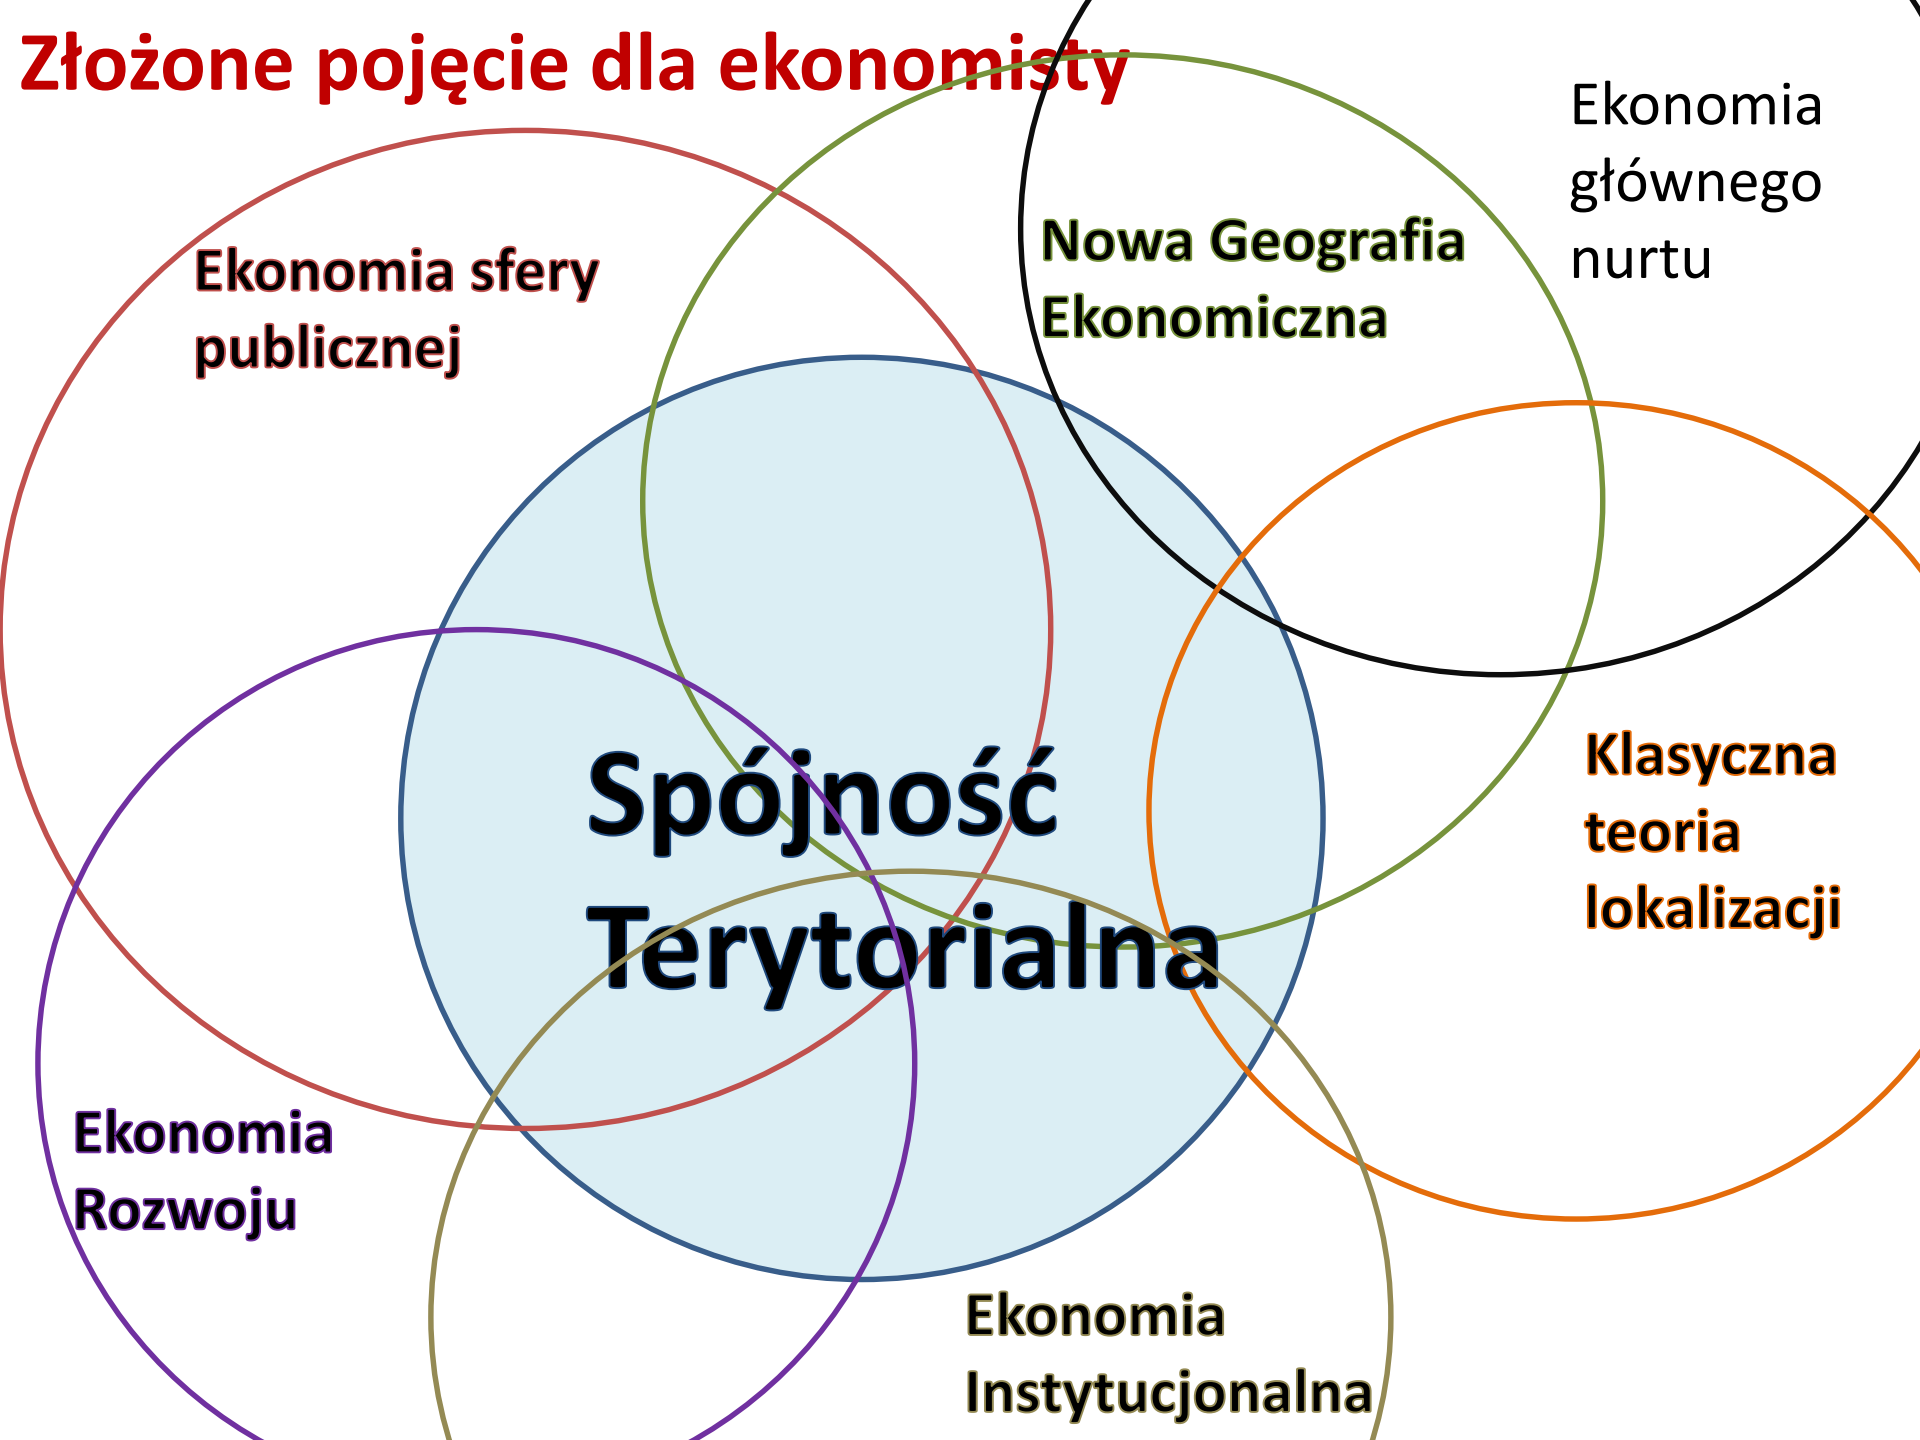 Złożone pojęcie dla ekonomisty
Ekonomia
głównego
nurtu
Nowa Geografia
Ekonomiczna
Ekonomia sfery
publicznej
Spójność
Terytorialna
Klasyczna
teoria
lokalizacji
Ekonomia
Rozwoju
Ekonomia
Instytucjonalna